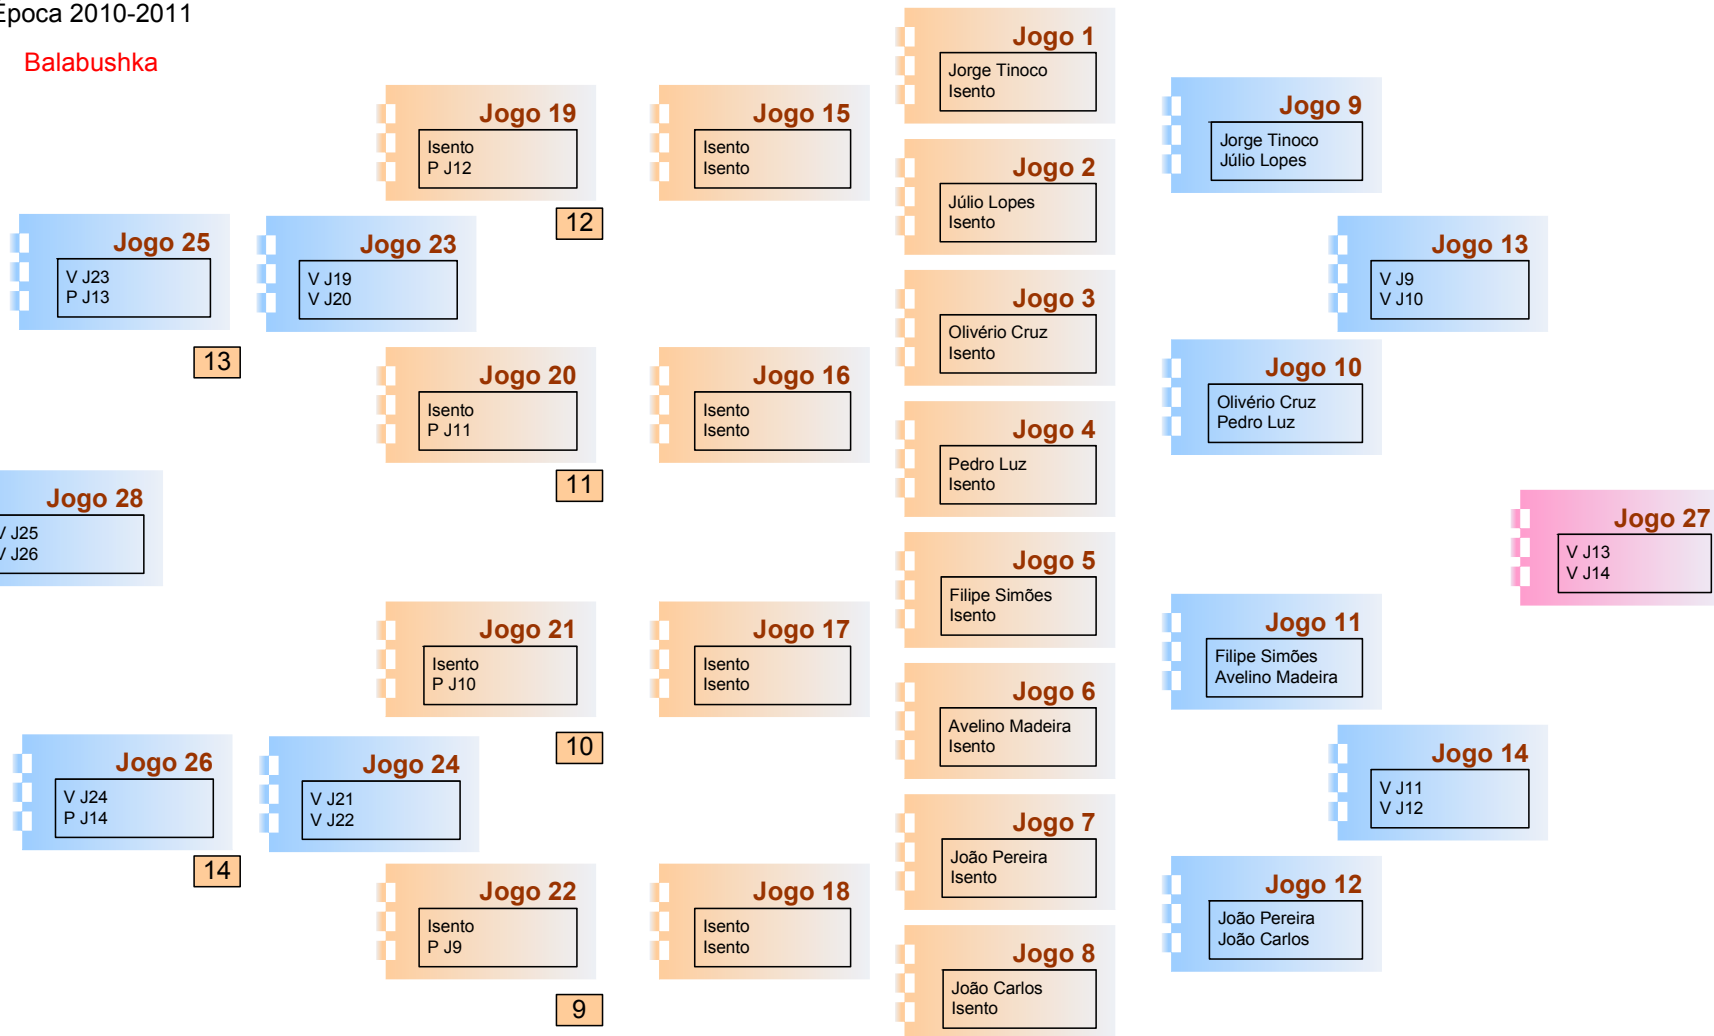 Época 2010-2011
Balabushka
Jogo 19
Isento
P J12
12
Jogo 15
Isento
Isento
Jogo 1
Jorge Tinoco
Isento
Jogo 9
Jorge Tinoco
Júlio Lopes
Jogo 2
Júlio Lopes
Isento
Jogo 25
V J23
P J13
13
Jogo 23
V J19
V J20
Jogo 13
V J9
V J10
Jogo 3
Olivério Cruz
Isento
Jogo 20
Isento
P J11
11
Jogo 16
Isento
Isento
Jogo 10
Olivério Cruz
Pedro Luz
Jogo 4
Pedro Luz
Isento
Jogo 28
V J25
V J26
Jogo 27
V J13
V J14
Jogo 5
Filipe Simões
Isento
Jogo 21
Isento
P J10
10
Jogo 17
Isento
Isento
Jogo 11
Filipe Simões
Avelino Madeira
Jogo 6
Avelino Madeira
Isento
Jogo 26
V J24
P J14
14
Jogo 24
V J21
V J22
Jogo 14
V J11
V J12
Jogo 7
João Pereira
Isento
Jogo 22
Isento
P J9
9
Jogo 18
Isento
Isento
Jogo 12
João Pereira
João Carlos
Jogo 8
João Carlos
Isento